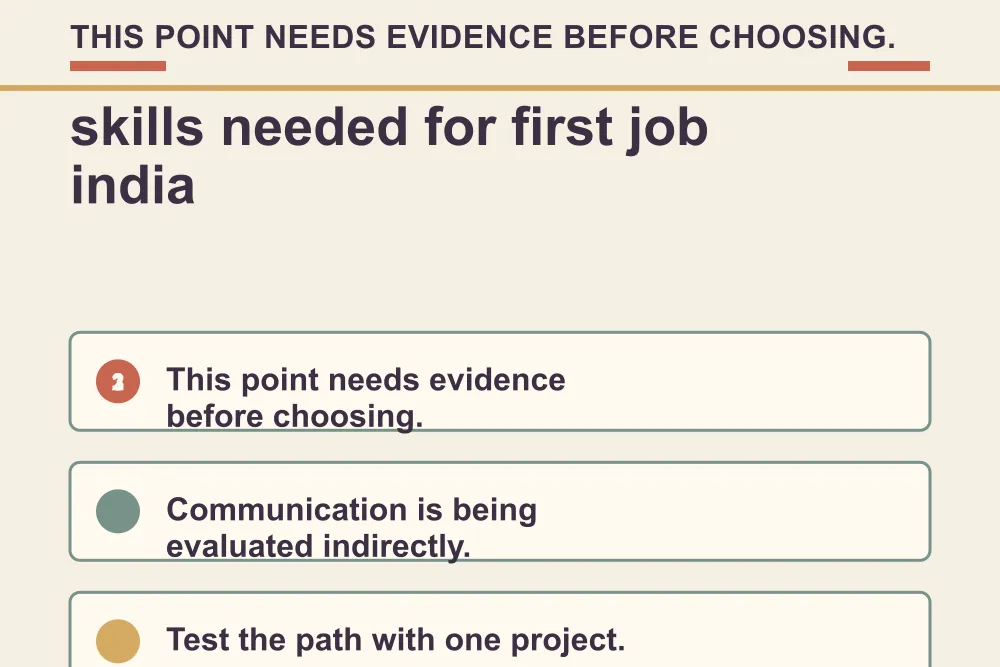 THIS POINT NEEDS EVIDENCE BEFORE CHOOSING.
skills needed for first job
india
This point needs evidence
before choosing.
Communication is being
evaluated indirectly.
Test the path with one project.